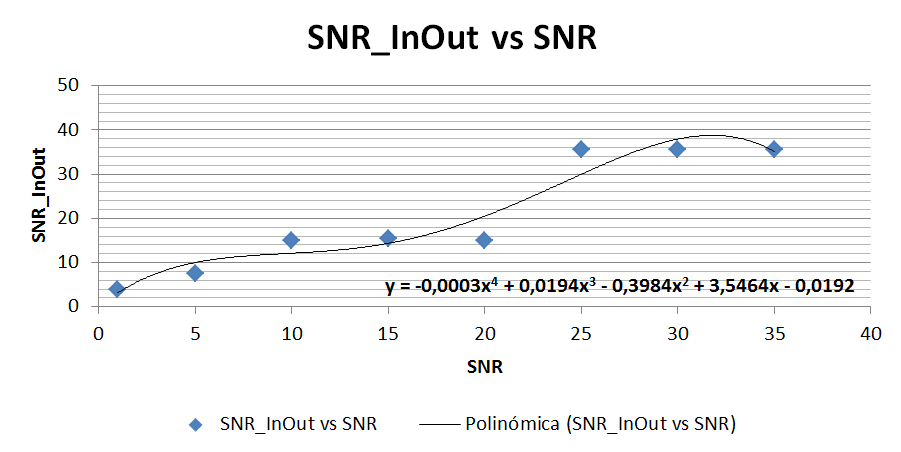 SNR_InOut vs SNR
50
40
30
20
10
0
SNR_InOut
y = -0,0003x⁴ + 0,0194x³ - 0,3984x² + 3,5464x - 0,0192
0 5 10 15 20 25 30 35 40
SNR
SNR_InOut vs SNR Polinómica (SNR_InOut vs SNR)